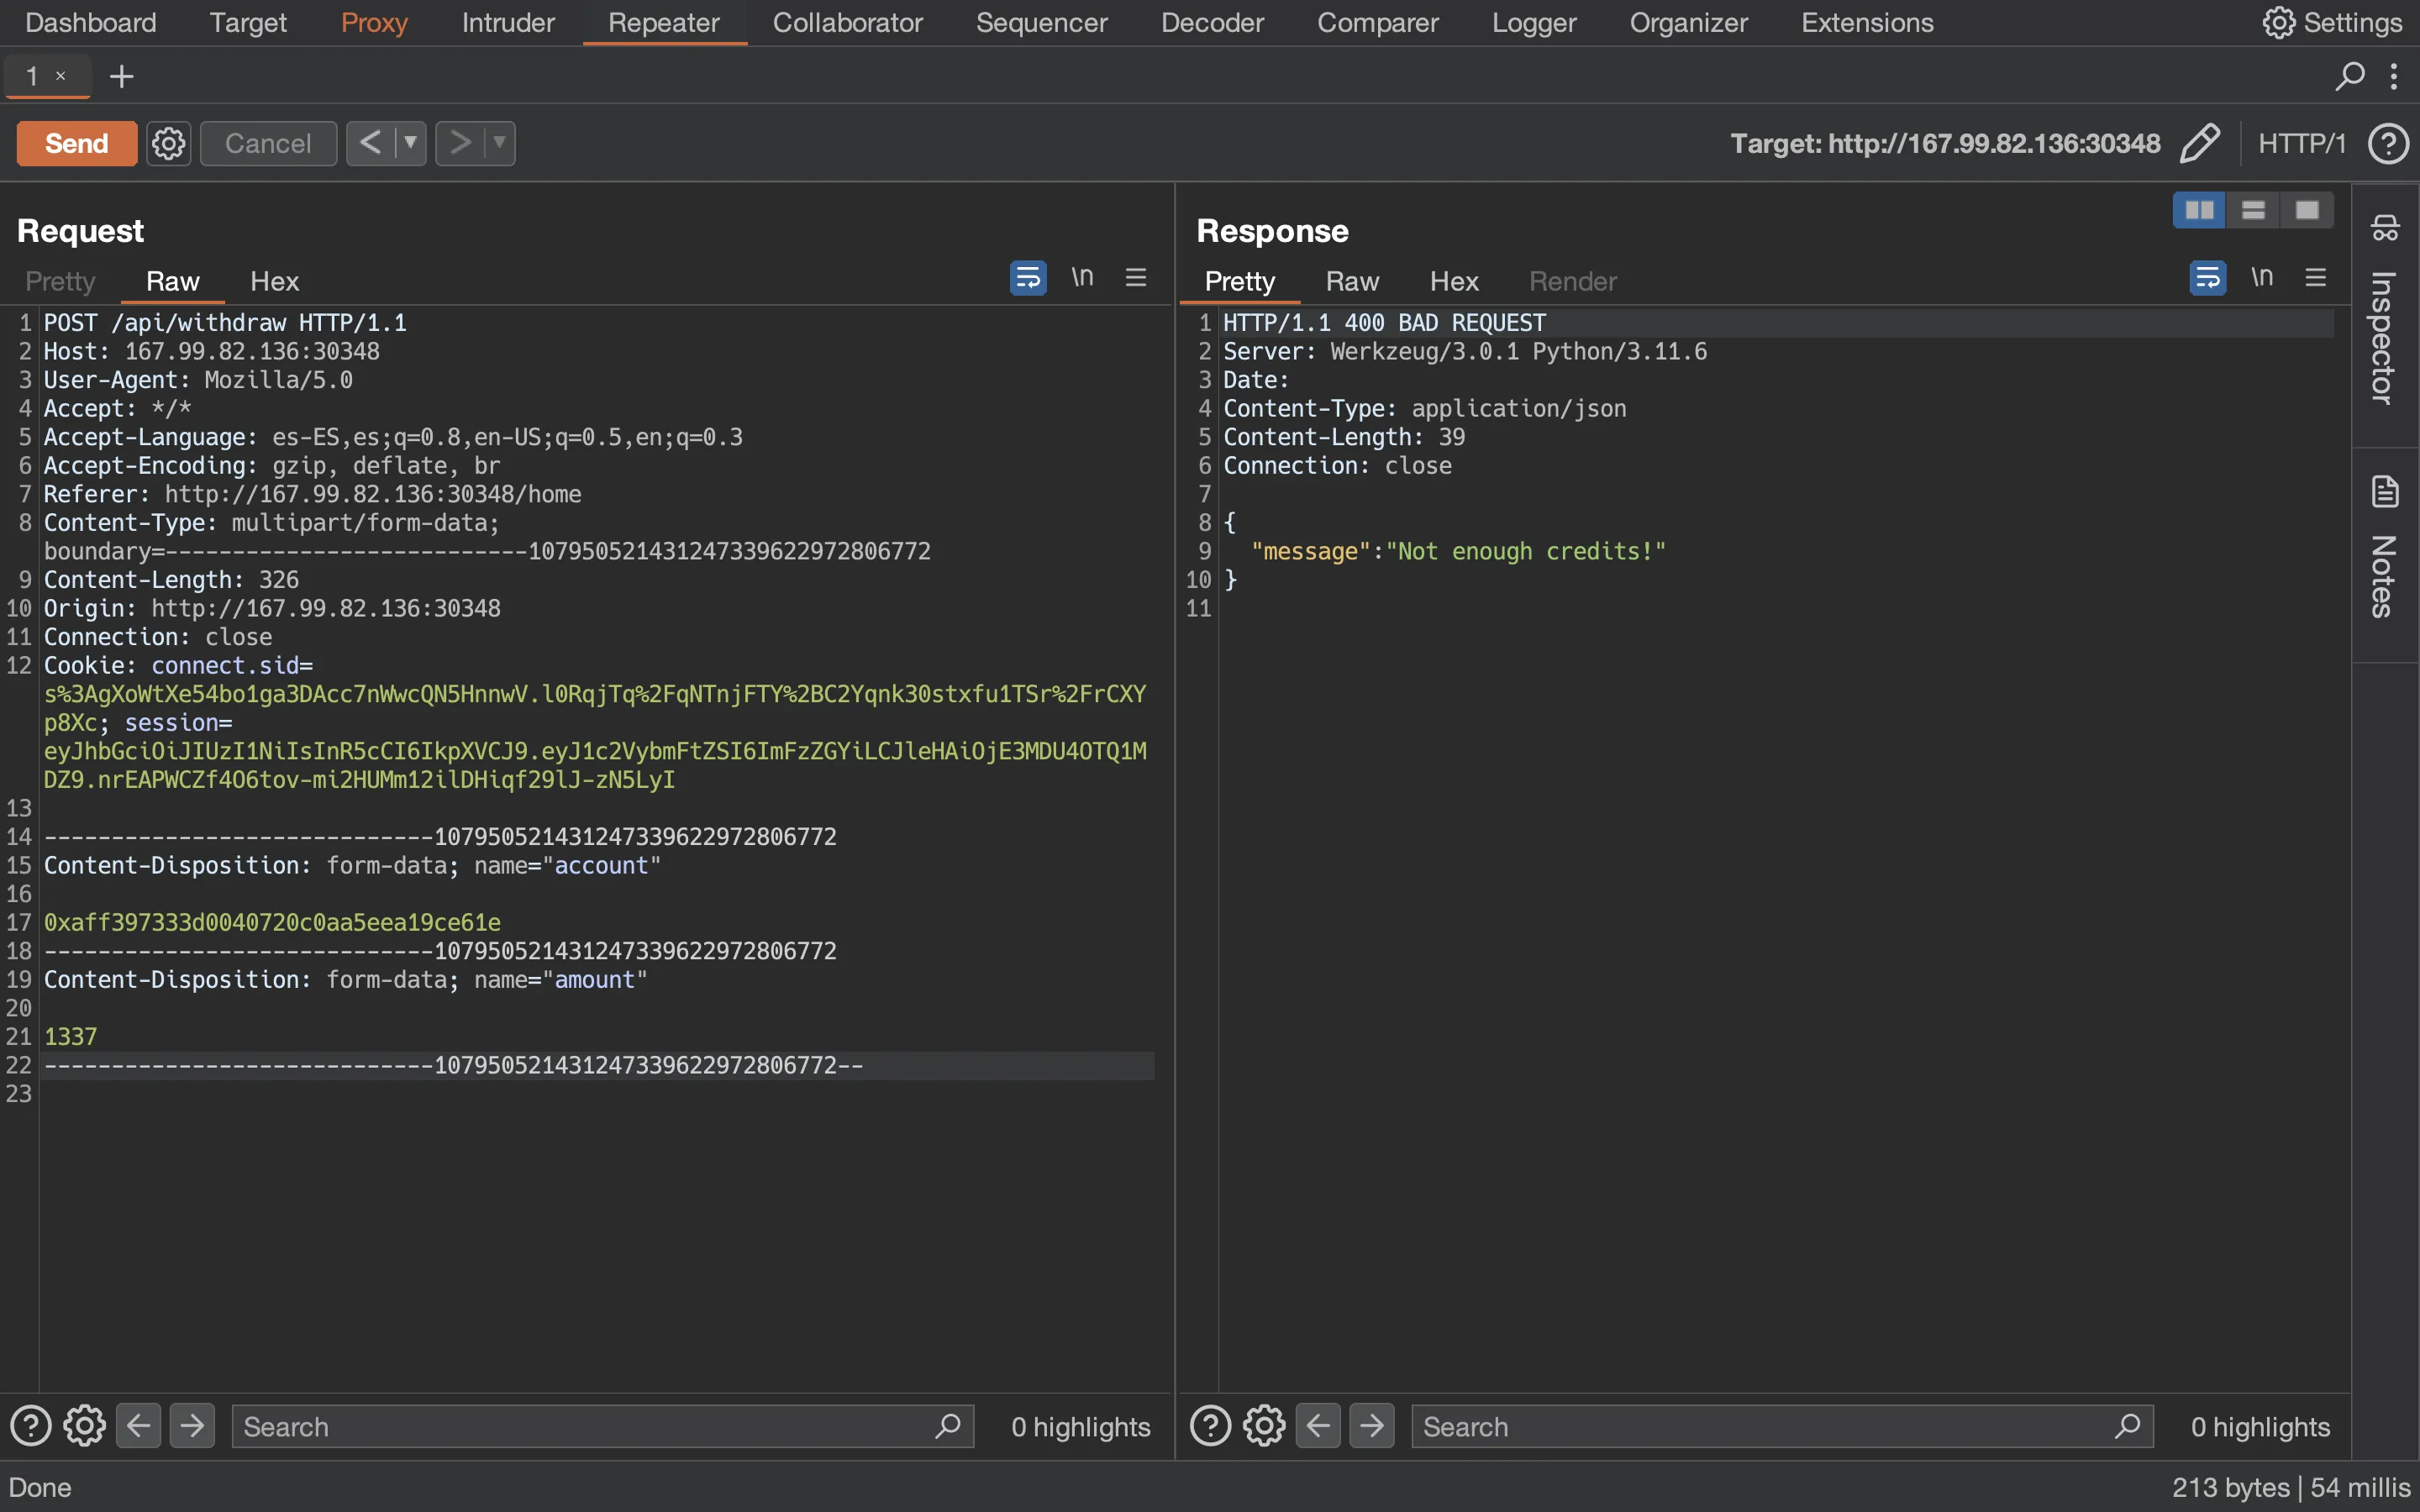 Dashboard Target Proxy Intruder Repeater Collaborator Sequencer Decoder Comparer Logger Organizer Extensions Settings
1 × +
Send Cancel < > Target: http://167.99.82.136:30348 HTTP/1 ?
Request
Pretty Raw Hex \n
1 POST /api/withdraw HTTP/1.1
2 Host: 167.99.82.136:30348
3 User-Agent: Mozilla/5.0
4 Accept: */*
5 Accept-Language: es-ES,es;q=0.8,en-US;q=0.5,en;q=0.3
6 Accept-Encoding: gzip, deflate, br
7 Referer: http://167.99.82.136:30348/home
8 Content-Type: multipart/form-data;
boundary=---------------------------107950521431247339622972806772
9 Content-Length: 326
10 Origin: http://167.99.82.136:30348
11 Connection: close
12 Cookie: connect.sid=
s%3AgXoWtXe54bo1ga3DAcc7nWwcQN5HnnwV.l0RqjTq%2FqNTnjFTY%2BC2Yqnk30stxfu1TSr%2FrCXY
p8Xc; session=
eyJhbGciOiJIUzI1NiIsInR5cCI6IkpXVCJ9.eyJ1c2VybmFtZSI6ImFzZGYiLCJleHAiOjE3MDU4OTQ1M
DZ9.nrEAPWCZf4O6tov-mi2HUMm12ilDHiqf29lJ-zN5LyI
13
14 -----------------------------107950521431247339622972806772
15 Content-Disposition: form-data; name="account"
16
17 0xaff397333d0040720c0aa5eea19ce61e
18 -----------------------------107950521431247339622972806772
19 Content-Disposition: form-data; name="amount"
20
21 1337
22 -----------------------------107950521431247339622972806772--
23
? Search 0 highlights
Response
Pretty Raw Hex Render \n
1 HTTP/1.1 400 BAD REQUEST
2 Server: Werkzeug/3.0.1 Python/3.11.6
3 Date:
4 Content-Type: application/json
5 Content-Length: 39
6 Connection: close
7
8 {
9 "message":"Not enough credits!"
10 }
11
? Search 0 highlights
Inspector
Notes
Done 213 bytes | 54 millis